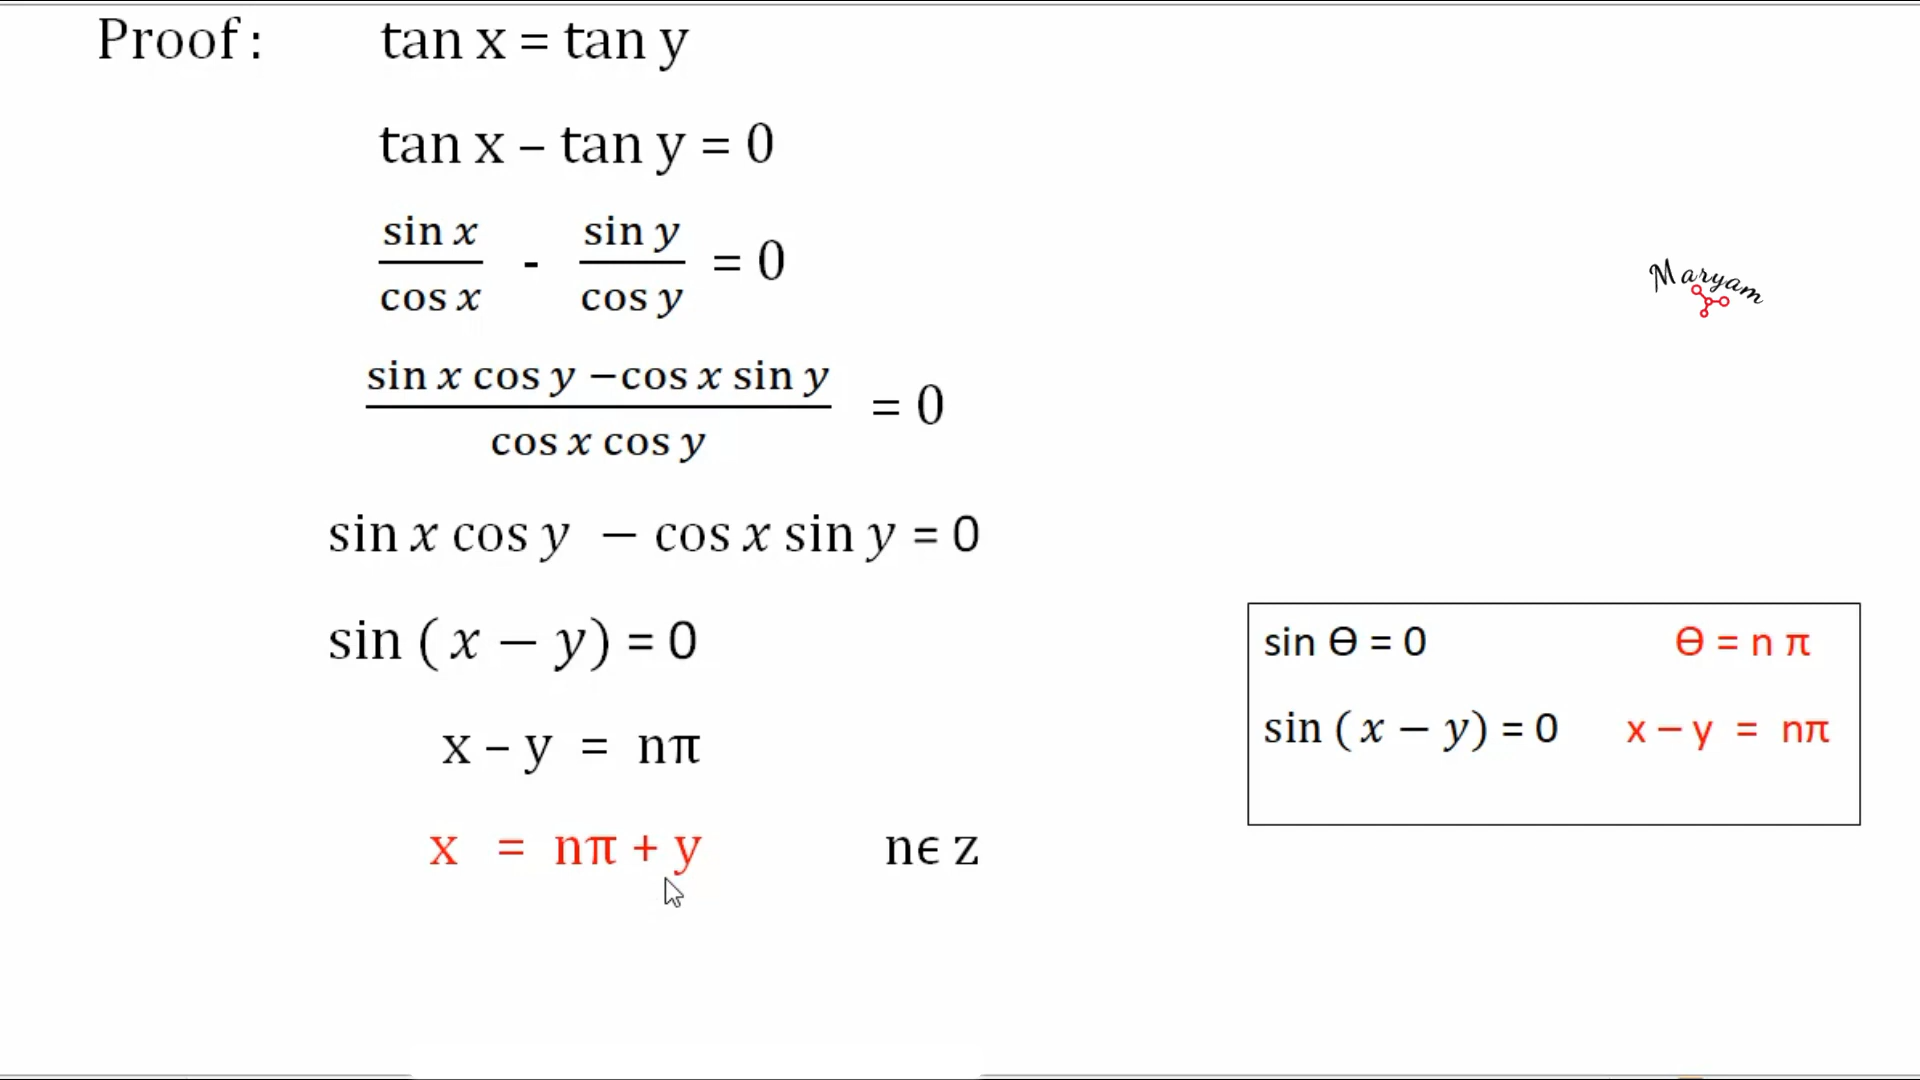 Proof: tan x = tan y
tan x – tan y = 0
sin x / cos x - sin y / cos y = 0
sin x cos y −cos x sin y / cos x cos y = 0
sin x cos y − cos x sin y = 0
sin ( x − y) = 0
x – y = nπ
x = nπ + y nϵ z
Maryam
sin ϴ = 0 ϴ = n π
sin ( x − y) = 0 x – y = nπ